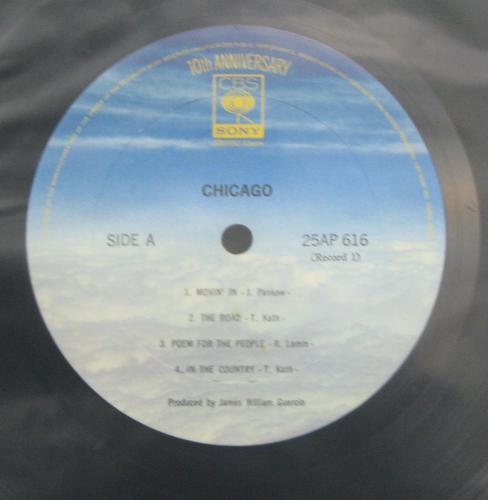 10th ANNIVERSARY
CBS
SONY
CHICAGO
SIDE A
25AP 616
(Record 1)
1. MOVIN' IN - J. Pankow -
2. THE ROAD - T. Kath -
3. POEM FOR THE PEOPLE - R. Lamm -
4. IN THE COUNTRY - T. Kath -
Produced by James William Guercio